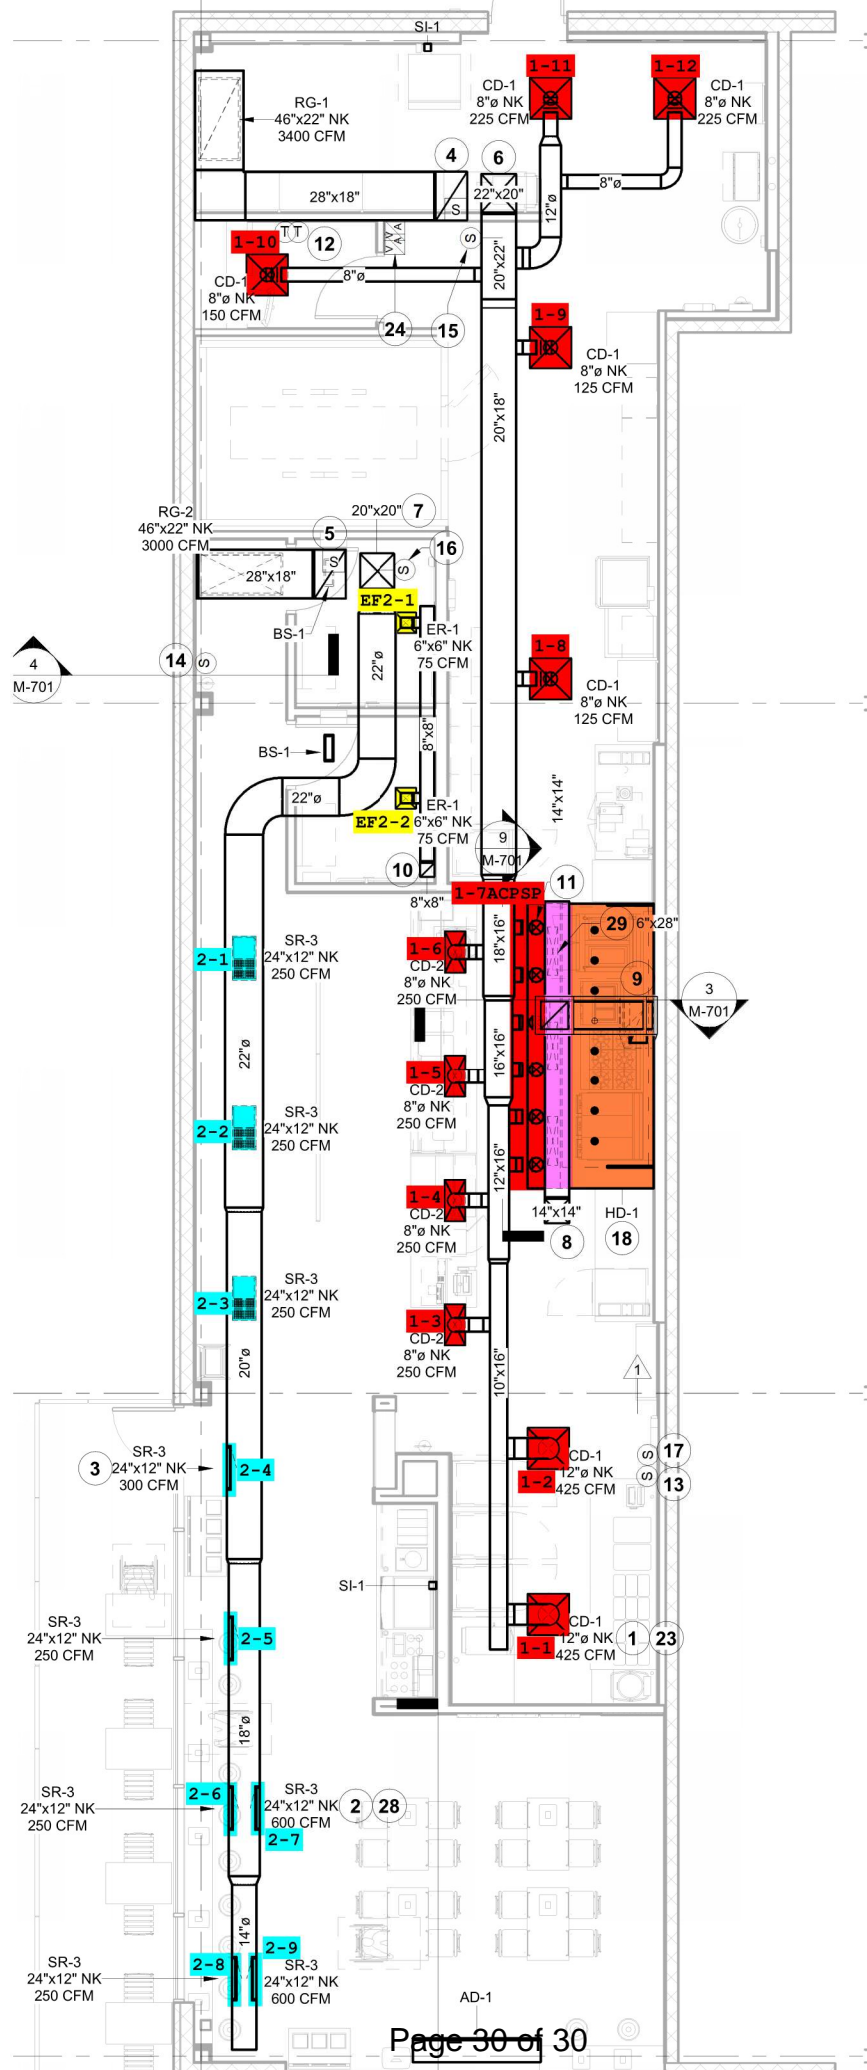 SI-1
1-11
1-12
CD-1
8"ø NK
225 CFM
CD-1
8"ø NK
225 CFM
RG-1
46"x22" NK
3400 CFM
4
6
28"x18"
S
22"x20"
12"ø
8"ø
TT
12
1-10
V V
A A
S
20"x22"
8"ø
CD-1
8"ø NK
150 CFM
24
15
1-9
CD-1
8"ø NK
125 CFM
20"x18"
RG-2
46"x22" NK
3000 CFM
20"x20"
7
5
S
16
S
28"x18"
EF2-1
BS-1
ER-1
6"x6" NK
75 CFM
14
S
4
M-701
22"ø
1-8
CD-1
8"ø NK
125 CFM
8"x8"
BS-1
22"ø
14"x14"
EF2-2
ER-1
6"x6" NK
75 CFM
9
M-701
10
8"x8"
1-7ACPSP
11
29
6"x28"
18"x16"
2-1
SR-3
24"x12" NK
250 CFM
1-6
CD-2
8"ø NK
250 CFM
9
3
M-701
22"ø
16"x16"
1-5
CD-2
8"ø NK
250 CFM
2-2
SR-3
24"x12" NK
250 CFM
12"x16"
1-4
CD-2
8"ø NK
250 CFM
14"x14"
8
HD-1
18
2-3
SR-3
24"x12" NK
250 CFM
1-3
CD-2
8"ø NK
250 CFM
20"ø
10"x16"
1
3
SR-3
24"x12" NK
300 CFM
2-4
CD-1
12"ø NK
425 CFM
1-2
S
17
S
13
SI-1
SR-3
24"x12" NK
250 CFM
2-5
CD-1
12"ø NK
425 CFM
1-1
1
23
18"ø
SR-3
24"x12" NK
250 CFM
2-6
SR-3
24"x12" NK
600 CFM
2-7
2
28
14"ø
SR-3
24"x12" NK
250 CFM
2-8
2-9
SR-3
24"x12" NK
600 CFM
AD-1
Page 30 of 30